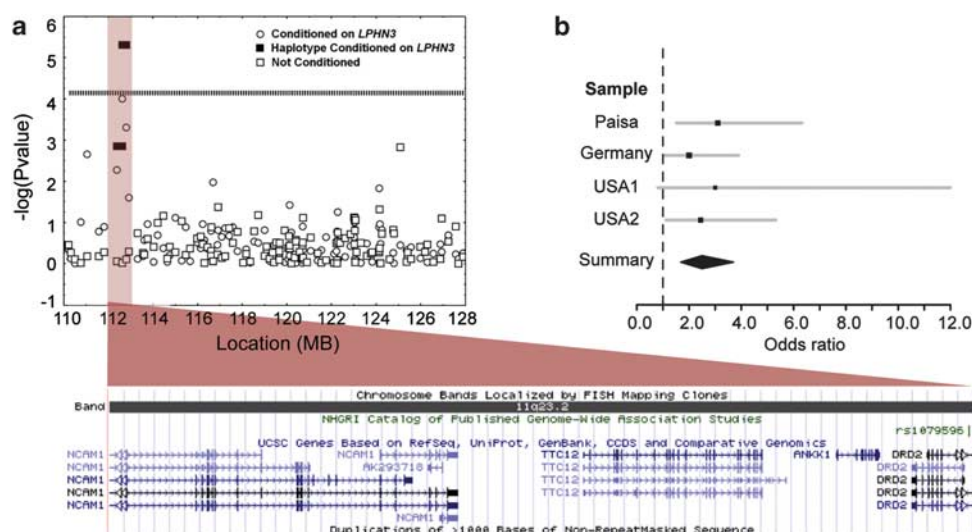 a
b
6
5
4
3
2
1
0
-1
-log(Pvalue)
Conditioned on LPHN3
Haplotype Conditioned on LPHN3
Not Conditioned
110 112 114 116 118 120 122 124 126 128
Location (MB)
Sample
Paisa
Germany
USA1
USA2
Summary
0.0 2.0 4.0 6.0 8.0 10.0 12.0
Odds ratio
Chromosome Bands Localized by FISH Mapping Clones
Band 11q23.2
NHGRI Catalog of Published Genome-Wide Association Studies
rs1079596
UCSC Genes Based on RefSeq, UniProt, GenBank, CCDS and Comparative Genomics
NCAM1 NCAM1 TTC12 ANKK1 DRD2
NCAM1 AK293718 TTC12 DRD2
NCAM1 TTC12 DRD2
NCAM1 TTC12 DRD2
NCAM1 DRD2
NCAM1
Duplications of >1000 Bases of Non-RepeatMasked Sequence